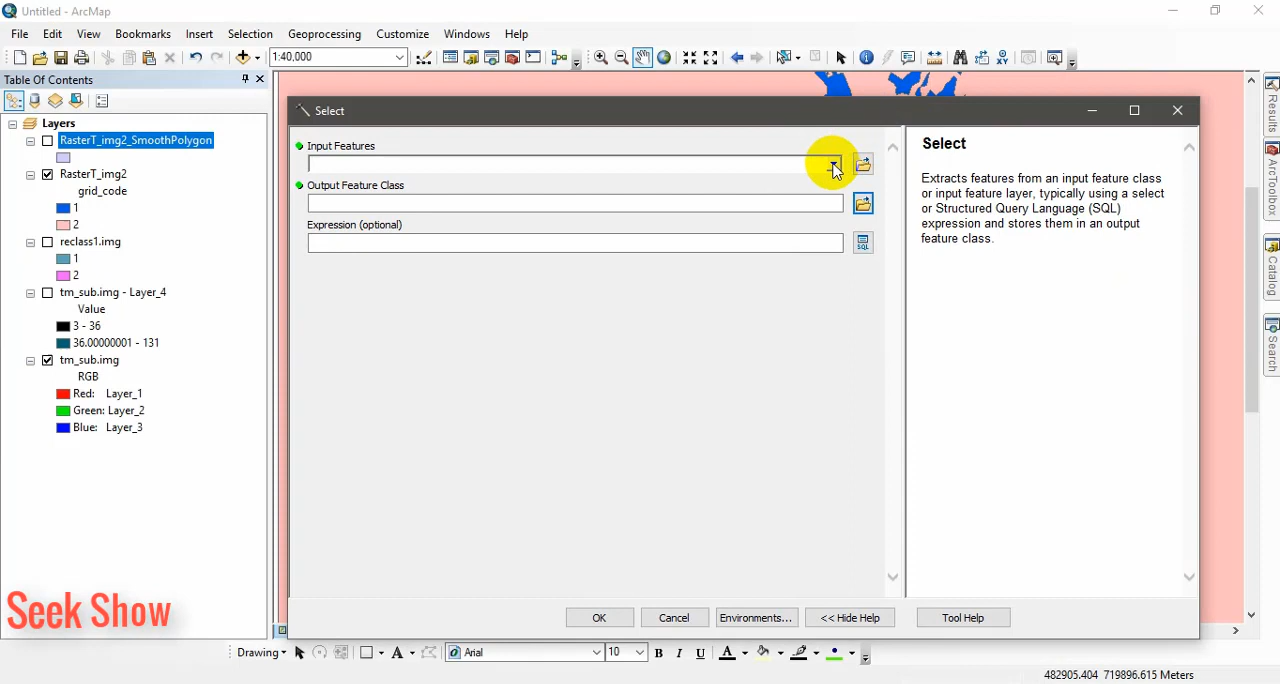 Untitled - ArcMap
File Edit View Bookmarks Insert Selection Geoprocessing Customize Windows Help
1:40,000
Table Of Contents
Layers
RasterT_img2_SmoothPolygon
RasterT_img2
grid_code
1
2
reclass1.img
1
2
tm_sub.img - Layer_4
Value
3 - 36
36.00000001 - 131
tm_sub.img
RGB
Red: Layer_1
Green: Layer_2
Blue: Layer_3
Select
Input Features
Output Feature Class
Expression (optional)
SQL
Select
Extracts features from an input feature class
or input feature layer, typically using a select
or Structured Query Language (SQL)
expression and stores them in an output
feature class.
OK Cancel Environments... << Hide Help Tool Help
Results
ArcToolbox
Catalog
Search
Seek Show
Drawing A Arial 10 B I U A
482905.404 719896.615 Meters